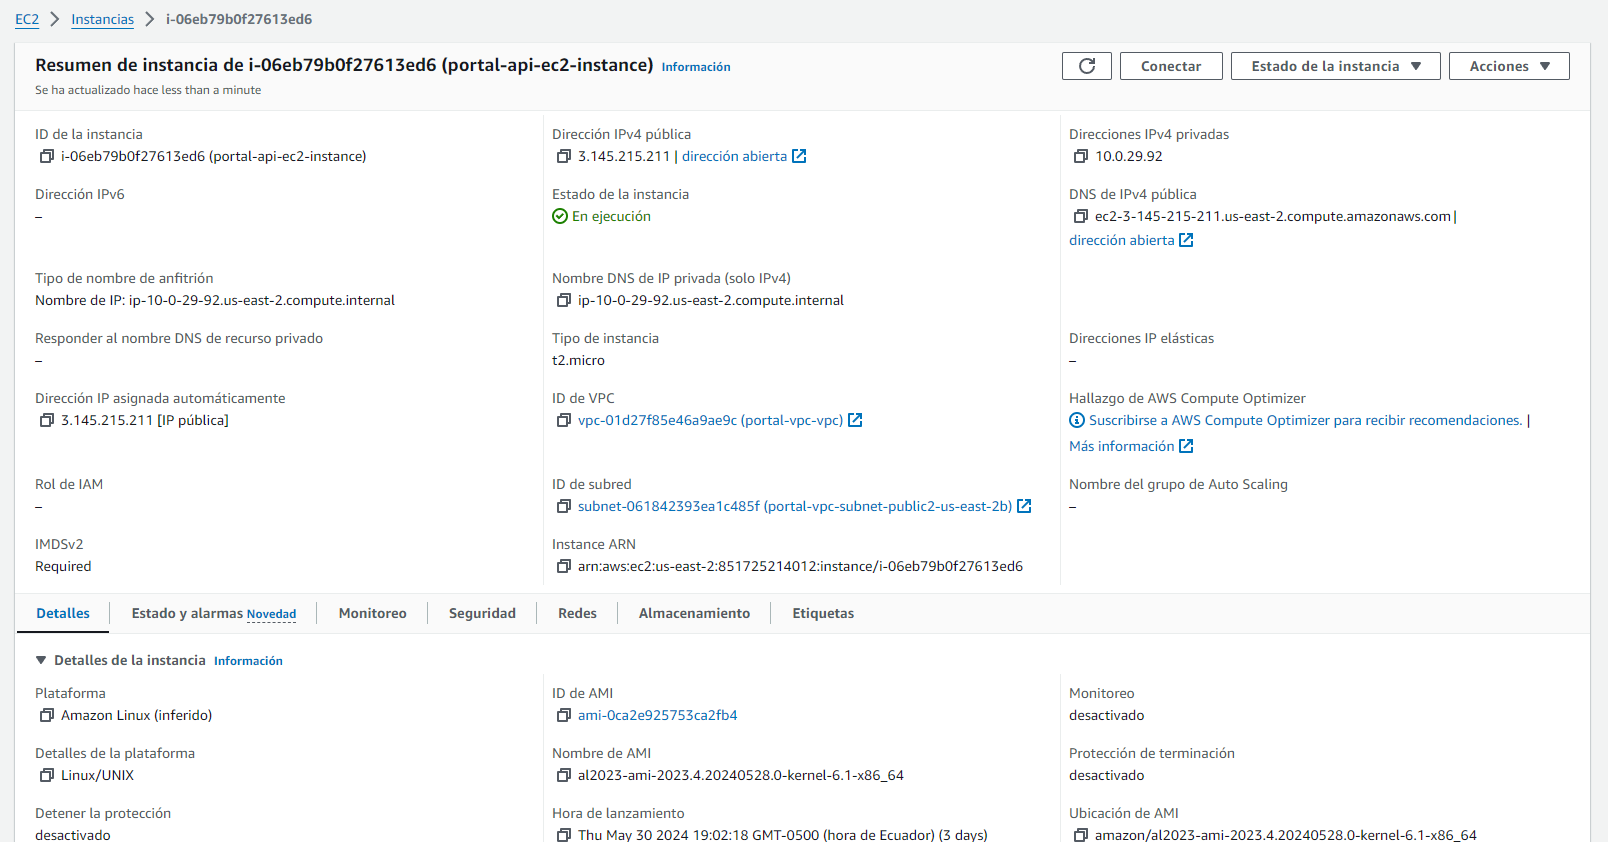 EC2 > Instancias > i-06eb79b0f27613ed6
Resumen de instancia de i-06eb79b0f27613ed6 (portal-api-ec2-instance) Información
Se ha actualizado hace less than a minute
Conectar
Estado de la instancia
Acciones
ID de la instancia
i-06eb79b0f27613ed6 (portal-api-ec2-instance)
Dirección IPv4 pública
3.145.215.211 | dirección abierta
Direcciones IPv4 privadas
10.0.29.92
Dirección IPv6
–
Estado de la instancia
En ejecución
DNS de IPv4 pública
ec2-3-145-215-211.us-east-2.compute.amazonaws.com |
dirección abierta
Tipo de nombre de anfitrión
Nombre de IP: ip-10-0-29-92.us-east-2.compute.internal
Nombre DNS de IP privada (solo IPv4)
ip-10-0-29-92.us-east-2.compute.internal
Responder al nombre DNS de recurso privado
–
Tipo de instancia
t2.micro
Direcciones IP elásticas
–
Dirección IP asignada automáticamente
3.145.215.211 [IP pública]
ID de VPC
vpc-01d27f85e46a9ae9c (portal-vpc-vpc)
Hallazgo de AWS Compute Optimizer
Suscribirse a AWS Compute Optimizer para recibir recomendaciones. |
Más información
Rol de IAM
–
ID de subred
subnet-061842393ea1c485f (portal-vpc-subnet-public2-us-east-2b)
Nombre del grupo de Auto Scaling
–
IMDSv2
Required
Instance ARN
arn:aws:ec2:us-east-2:851725214012:instance/i-06eb79b0f27613ed6
Detalles
Estado y alarmas Novedad
Monitoreo
Seguridad
Redes
Almacenamiento
Etiquetas
Detalles de la instancia Información
Plataforma
Amazon Linux (inferido)
ID de AMI
ami-0ca2e925753ca2fb4
Monitoreo
desactivado
Detalles de la plataforma
Linux/UNIX
Nombre de AMI
al2023-ami-2023.4.20240528.0-kernel-6.1-x86_64
Protección de terminación
desactivado
Detener la protección
desactivado
Hora de lanzamiento
Thu May 30 2024 19:02:18 GMT-0500 (hora de Ecuador) (3 days)
Ubicación de AMI
amazon/al2023-ami-2023.4.20240528.0-kernel-6.1-x86_64